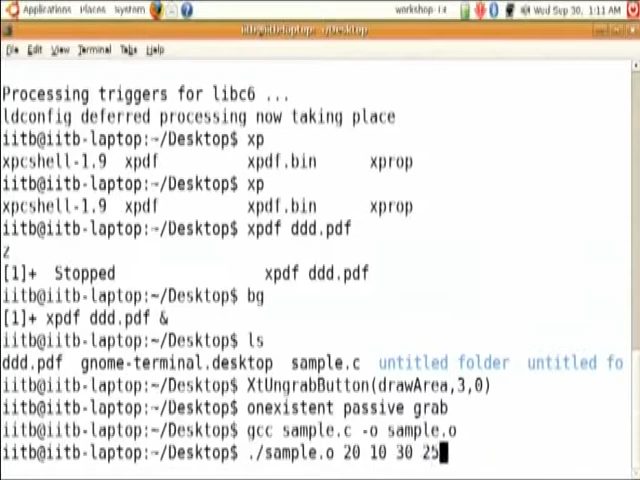 Applications Places System workshop-14 Wed Sep 30, 1:11 AM
iitb@iitb-laptop: ~/Desktop
File Edit View Terminal Tabs Help
Processing triggers for libc6 ...
ldconfig deferred processing now taking place
iitb@iitb-laptop:~/Desktop$ xp
xpcshell-1.9 xpdf xpdf.bin xprop
iitb@iitb-laptop:~/Desktop$ xp
xpcshell-1.9 xpdf xpdf.bin xprop
iitb@iitb-laptop:~/Desktop$ xpdf ddd.pdf
z
[1]+ Stopped xpdf ddd.pdf
iitb@iitb-laptop:~/Desktop$ bg
[1]+ xpdf ddd.pdf &
iitb@iitb-laptop:~/Desktop$ ls
ddd.pdf gnome-terminal.desktop sample.c untitled folder untitled fo
iitb@iitb-laptop:~/Desktop$ XtUngrabButton(drawArea,3,0)
iitb@iitb-laptop:~/Desktop$ onexistent passive grab
iitb@iitb-laptop:~/Desktop$ gcc sample.c -o sample.o
iitb@iitb-laptop:~/Desktop$ ./sample.o 20 10 30 25